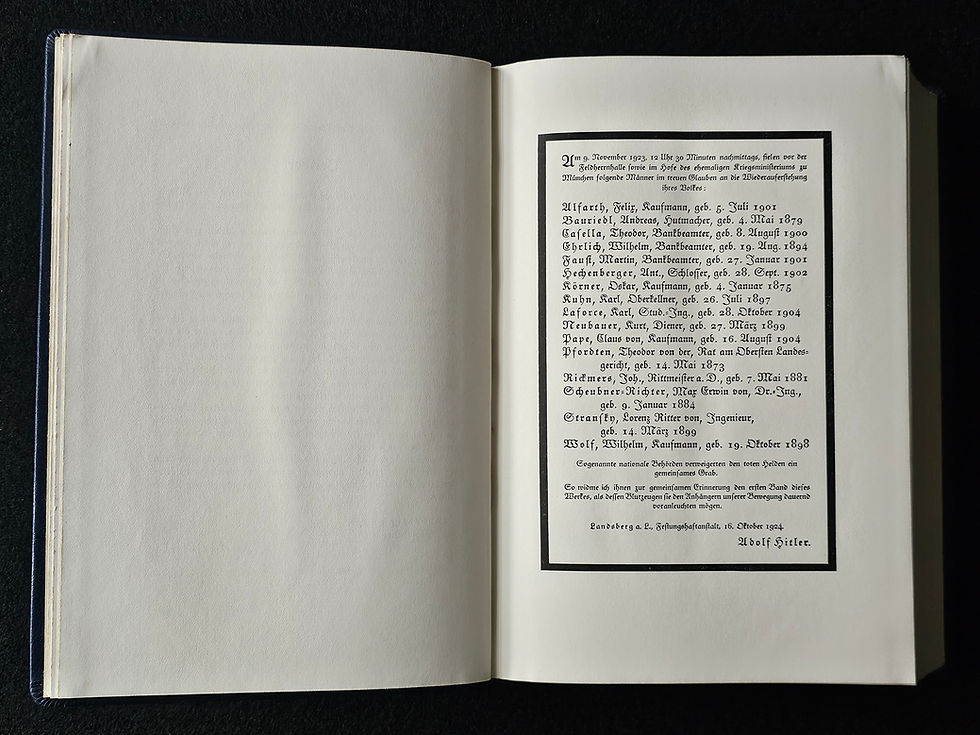 Am 9. November 1923, 12 Uhr 30 Minuten nachmittags, fielen vor der
Feldherrnhalle sowie im Hofe des ehemaligen Kriegsministeriums zu
München folgende Männer im treuen Glauben an die Wiederauferstehung
ihres Volkes:
Alfarth, Felix, Kaufmann, geb. 5. Juli 1901
Bauriedl, Andreas, Hutmacher, geb. 4. Mai 1879
Casella, Theodor, Bankbeamter, geb. 8. August 1900
Ehrlich, Wilhelm, Bankbeamter, geb. 19. Aug. 1894
Faust, Martin, Bankbeamter, geb. 27. Januar 1901
Hechenberger, Ant., Schlosser, geb. 28. Sept. 1902
Körner, Oskar, Kaufmann, geb. 4. Januar 1875
Kuhn, Karl, Oberkellner, geb. 26. Juli 1897
Laforce, Karl, Stud.-Ing., geb. 28. Oktober 1904
Neubauer, Kurt, Diener, geb. 27. März 1899
Pape, Claus von, Kaufmann, geb. 16. August 1904
Pfordten, Theodor von der, Rat am Obersten Landes-
gericht, geb. 14. Mai 1873
Rickmers, Joh., Rittmeister a. D., geb. 7. Mai 1881
Scheubner-Richter, Max Erwin von, Dr.-Ing.,
geb. 9. Januar 1884
Stransky, Lorenz Ritter von, Ingenieur,
geb. 14. März 1899
Wolf, Wilhelm, Kaufmann, geb. 19. Oktober 1898
Sogenannte nationale Behörden verweigerten den toten Helden ein
gemeinsames Grab.
So widme ich ihnen zur gemeinsamen Erinnerung den ersten Band dieses
Werkes, als dessen Blutzeugen sie den Anhängern unserer Bewegung dauernd
voranleuchten mögen.
Landsberg a. L., Festungshaftanstalt, 16. Oktober 1924.
Adolf Hitler.